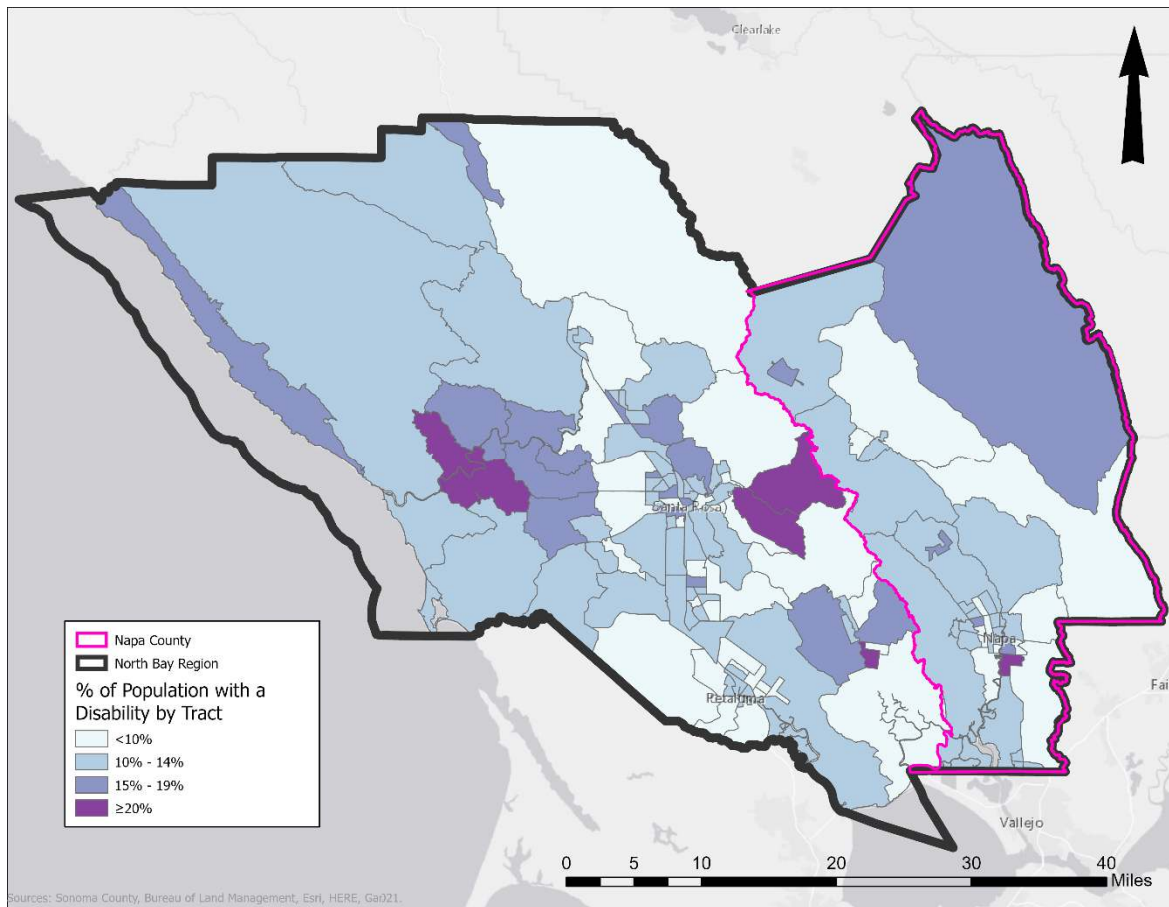 Clearlake
Santa Rosa
Napa
Petaluma
Fai
Vallejo
Napa County
North Bay Region
% of Population with a
Disability by Tract
<10%
10% - 14%
15% - 19%
≥20%
0 5 10 20 30 40
Miles
Sources: Sonoma County, Bureau of Land Management, Esri, HERE, Ga021.